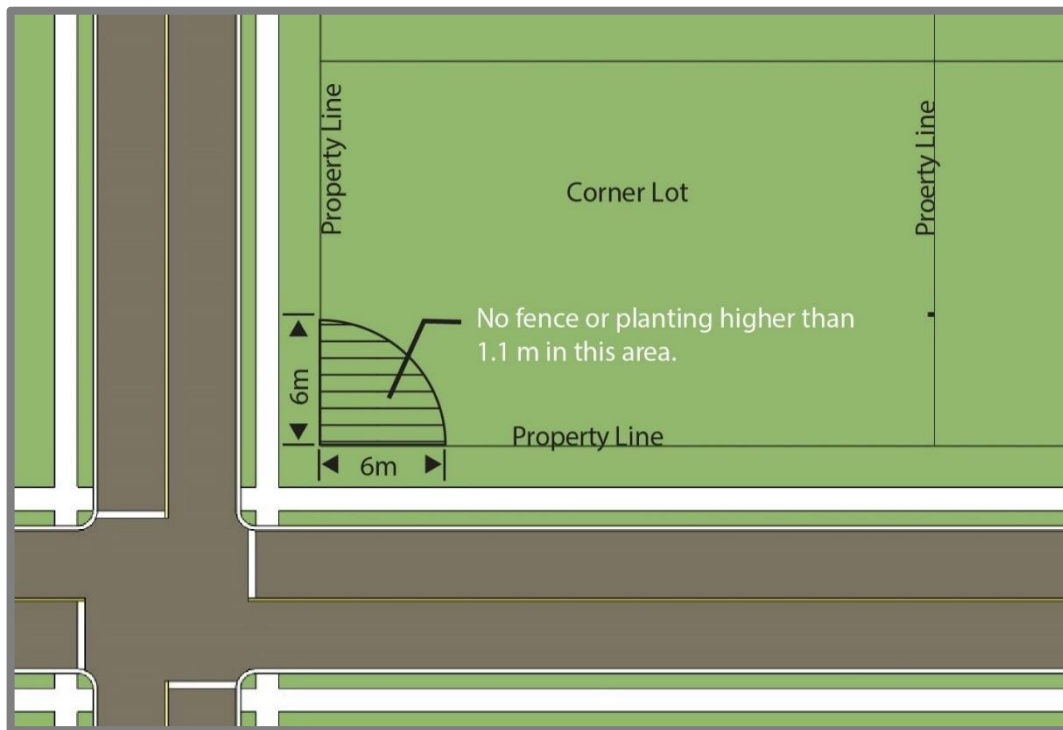 Property Line
Proerty Line
Corner Lot
No fence or planting higher than
1.1 m in this area.
6m
Property Line
6m